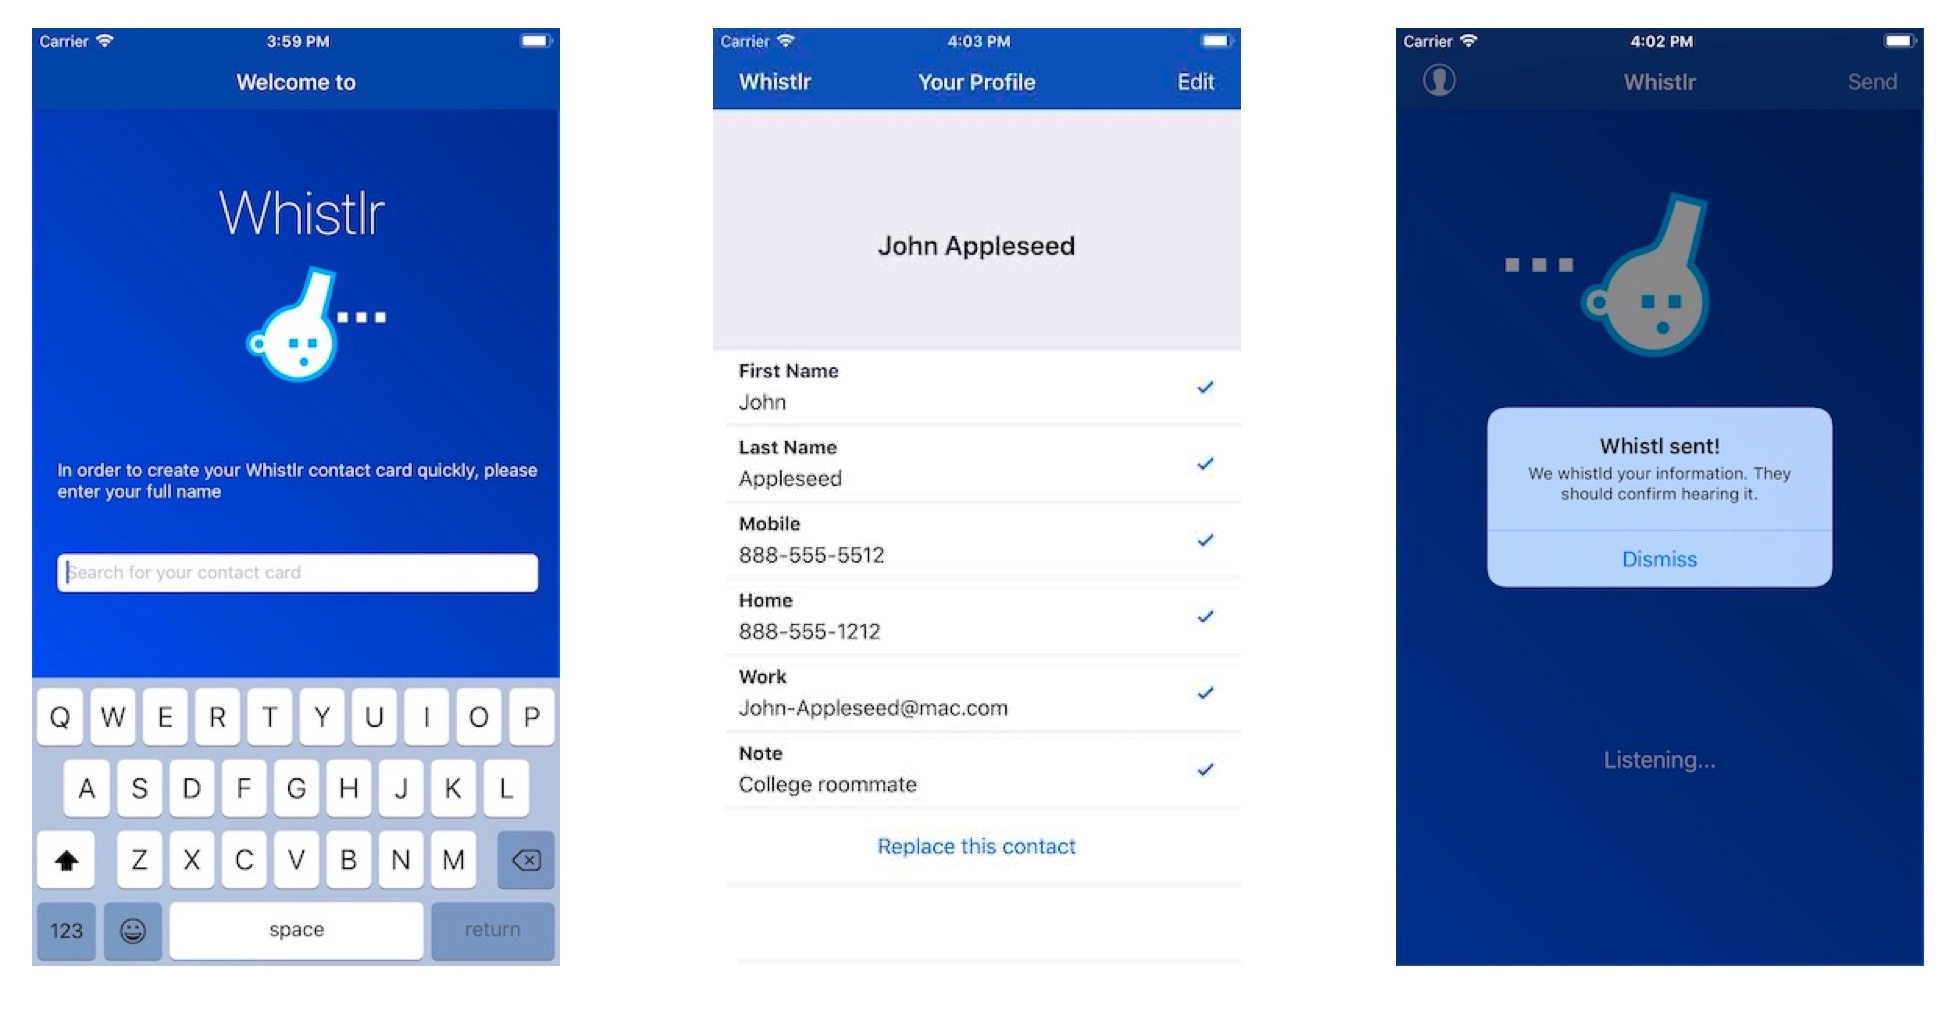 Carrier 3:59 PM
Welcome to
Whistlr
In order to create your Whistlr contact card quickly, please
enter your full name
Search for your contact card
Q W E R T Y U I O P
A S D F G H J K L
Z X C V B N M
123 space return
Carrier 4:03 PM
Whistlr Your Profile Edit
John Appleseed
First Name
John
Last Name
Appleseed
Mobile
888-555-5512
Home
888-555-1212
Work
John-Appleseed@mac.com
Note
College roommate
Replace this contact
Carrier 4:02 PM
Whistlr Send
Whistl sent!
We whistld your information. They
should confirm hearing it.
Dismiss
Listening...